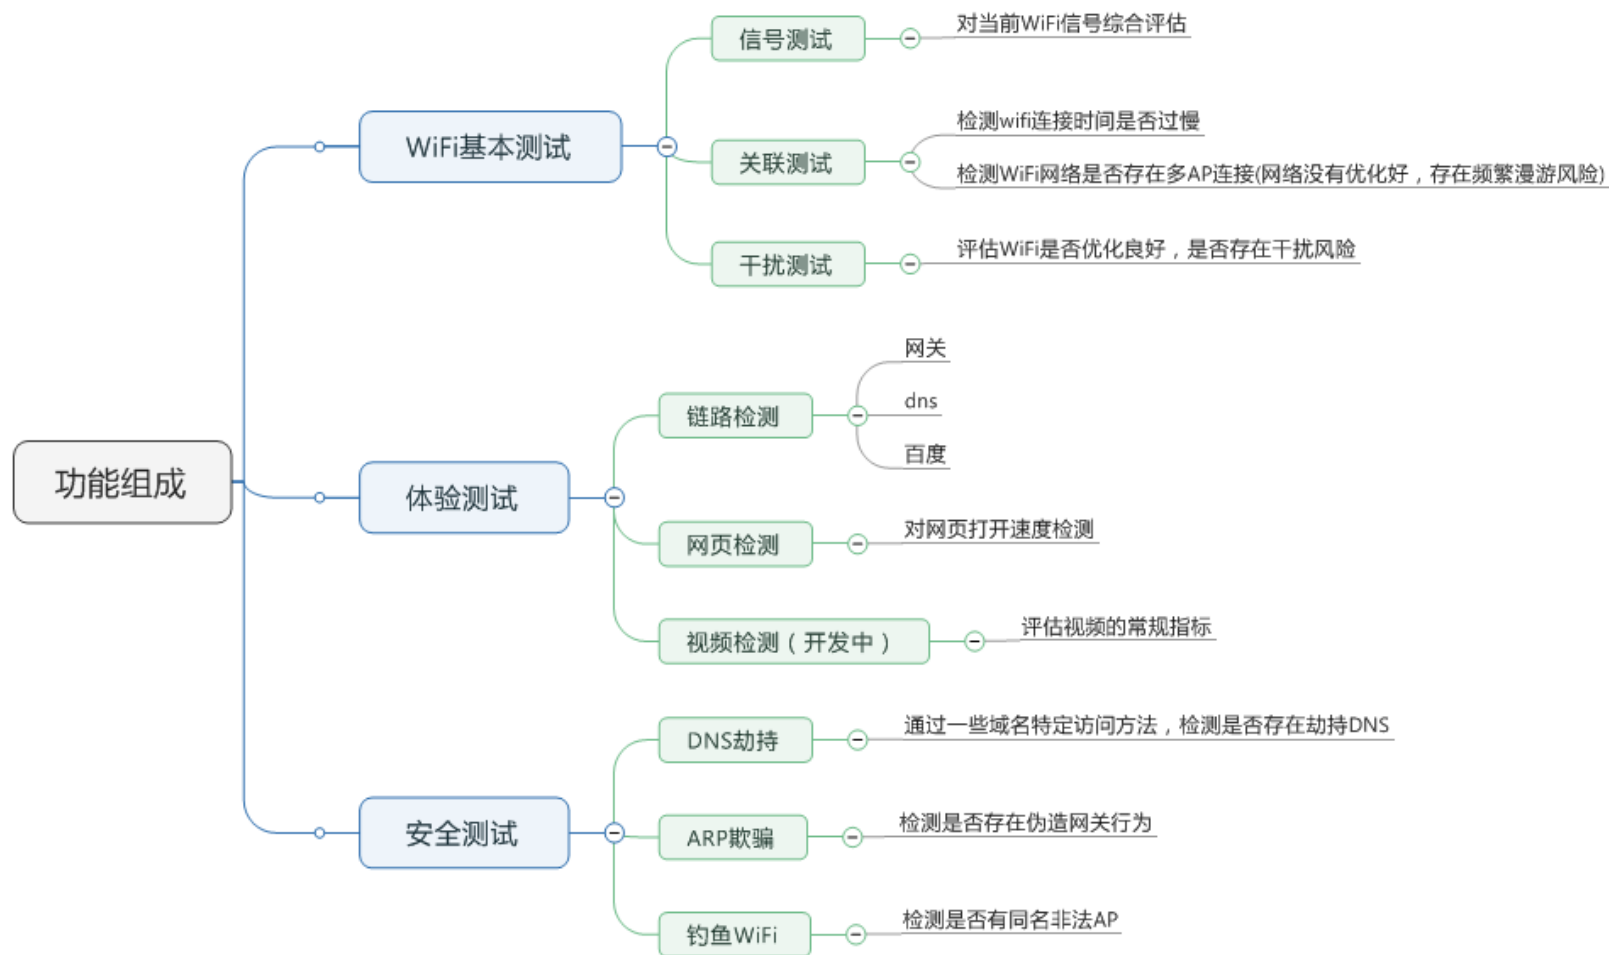 功能组成
WiFi基本测试
信号测试
对当前WiFi信号综合评估
关联测试
检测wifi连接时间是否过慢
检测WiFi网络是否存在多AP连接(网络没有优化好，存在频繁漫游风险)
干扰测试
评估WiFi是否优化良好，是否存在干扰风险
体验测试
链路检测
网关
dns
百度
网页检测
对网页打开速度检测
视频检测（开发中）
评估视频的常规指标
安全测试
DNS劫持
通过一些域名特定访问方法，检测是否存在劫持DNS
ARP欺骗
检测是否存在伪造网关行为
钓鱼WiFi
检测是否有同名非法AP